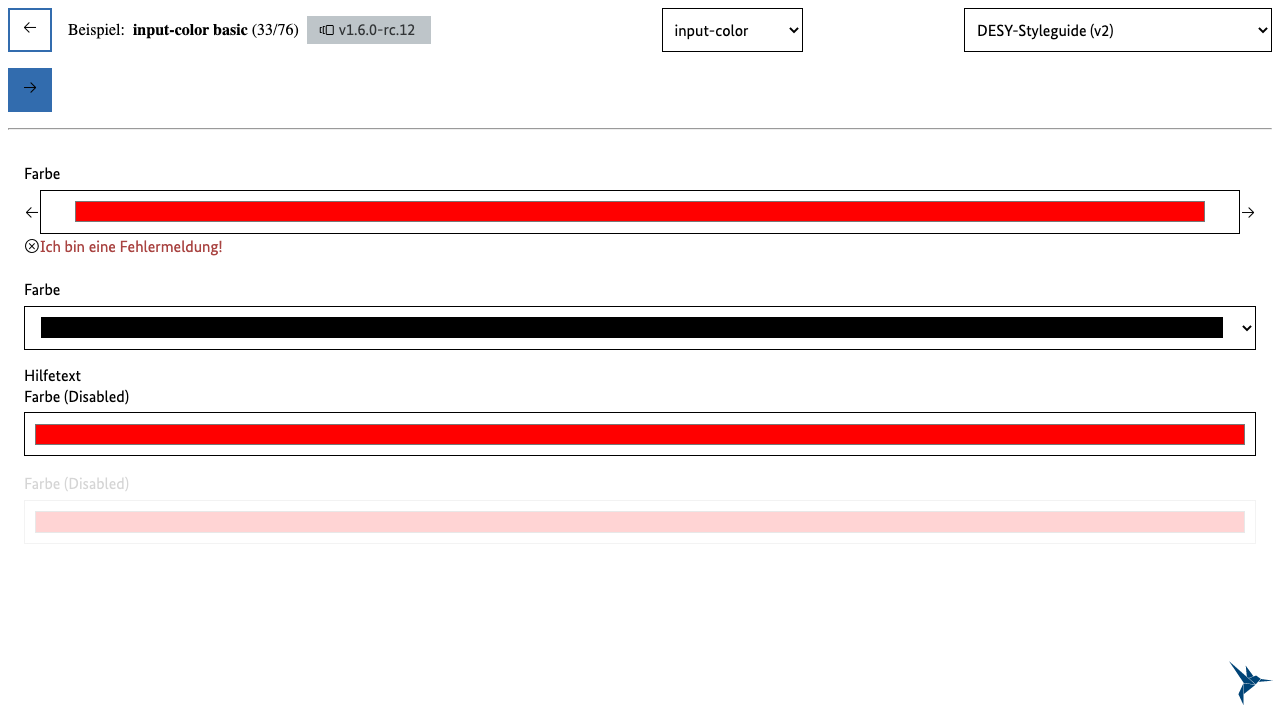 Beispiel: input-color basic (33/76) v1.6.0-rc.12 input-color DESY-Styleguide (v2)
Farbe
Ich bin eine Fehlermeldung!
Farbe
Hilfetext
Farbe (Disabled)
Farbe (Disabled)